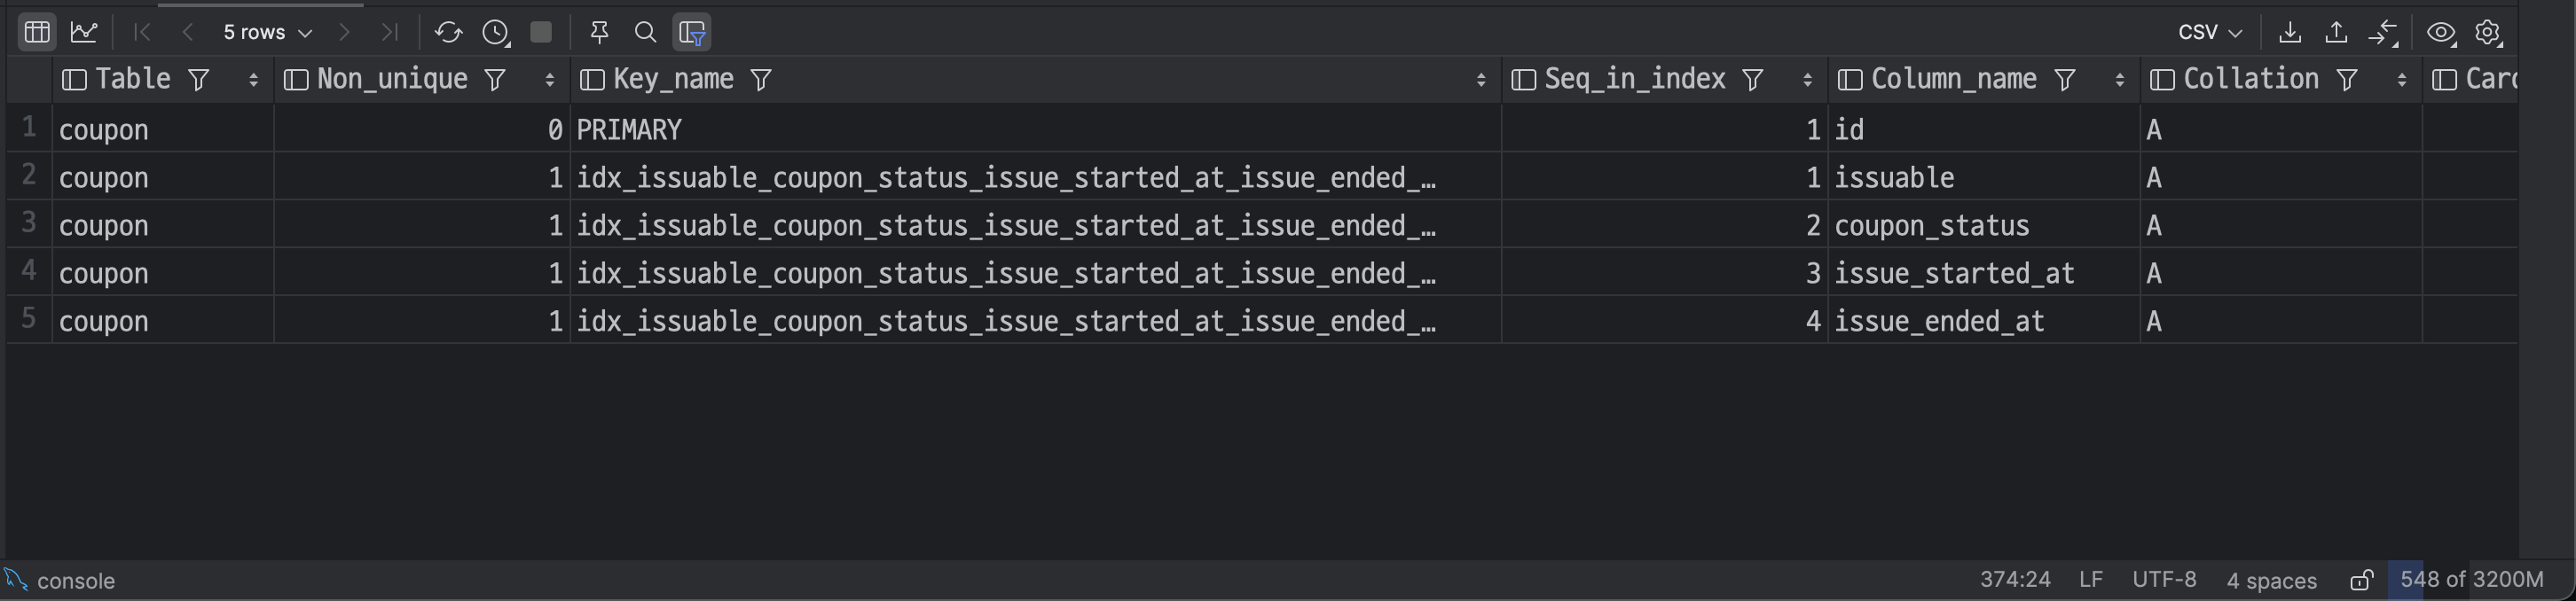 5 rows CSV
Table Non_unique Key_name Seq_in_index Column_name Collation Card
1 coupon 0 PRIMARY 1 id A
2 coupon 1 idx_issuable_coupon_status_issue_started_at_issue_ended_… 1 issuable A
3 coupon 1 idx_issuable_coupon_status_issue_started_at_issue_ended_… 2 coupon_status A
4 coupon 1 idx_issuable_coupon_status_issue_started_at_issue_ended_… 3 issue_started_at A
5 coupon 1 idx_issuable_coupon_status_issue_started_at_issue_ended_… 4 issue_ended_at A
console 374:24 LF UTF-8 4 spaces 548 of 3200M